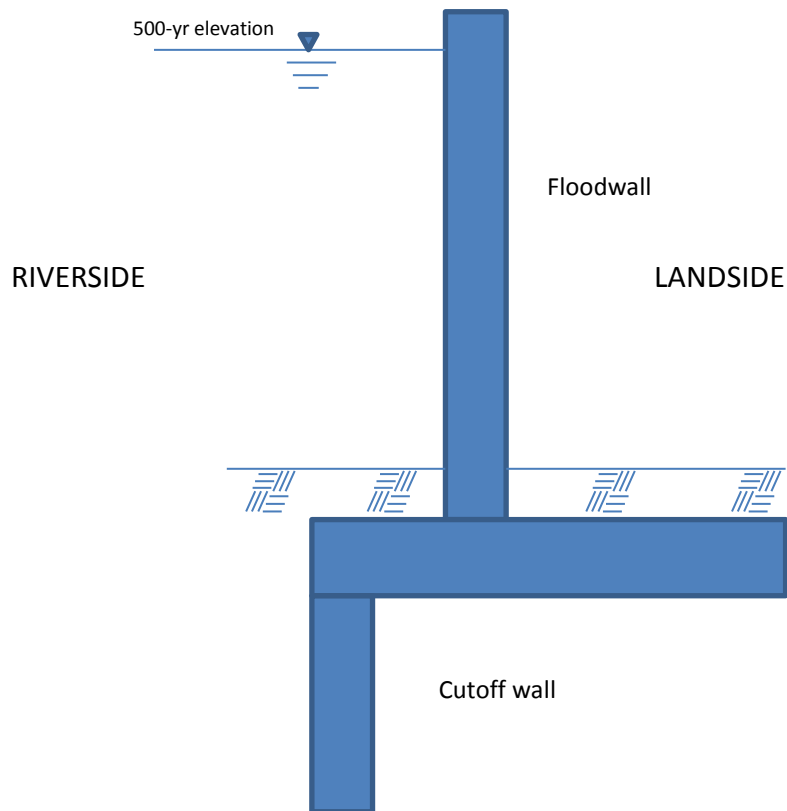 500-yr elevation
Floodwall
RIVERSIDE
LANDSIDE
Cutoff wall